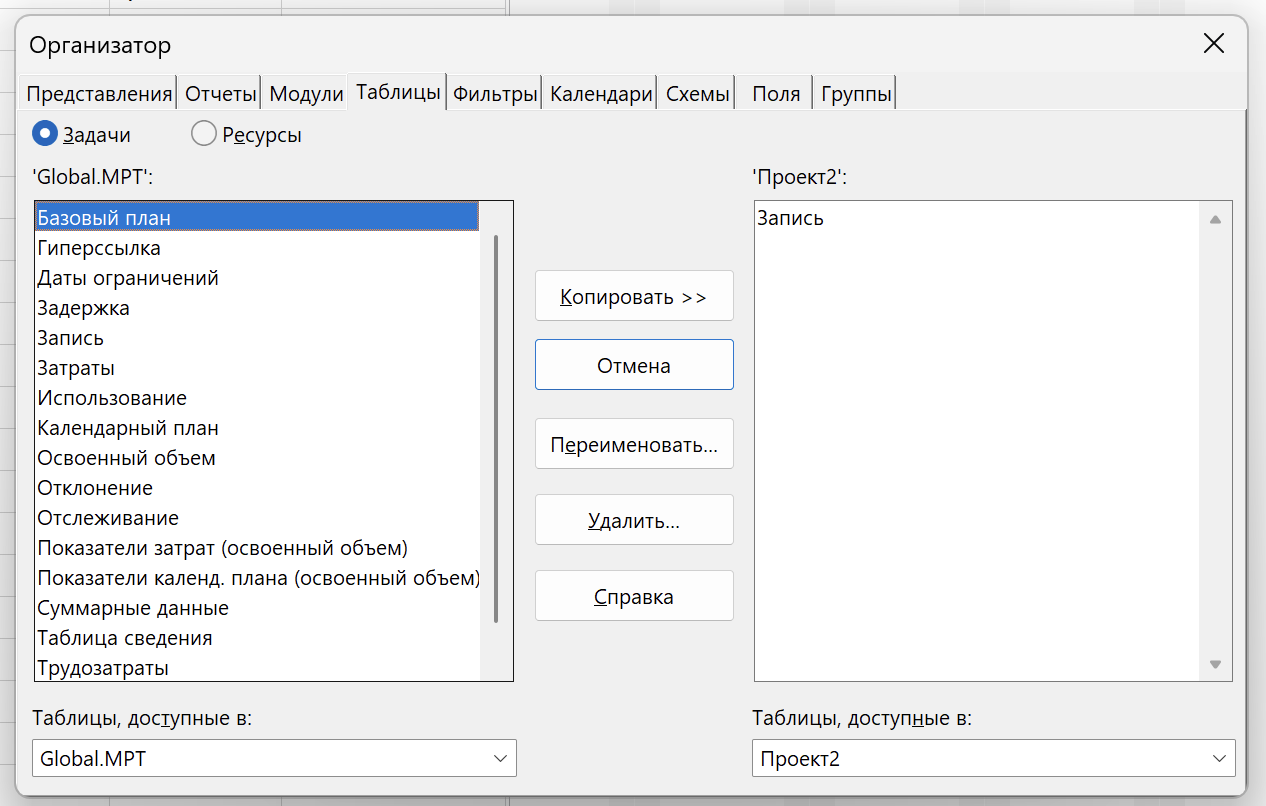 Организатор
Представления Отчеты Модули Таблицы Фильтры Календари Схемы Поля Группы
Задачи Ресурсы
'Global.MPT':
Базовый план
Гиперссылка
Даты ограничений
Задержка
Запись
Затраты
Использование
Календарный план
Освоенный объем
Отклонение
Отслеживание
Показатели затрат (освоенный объем)
Показатели календ. плана (освоенный объем)
Суммарные данные
Таблица сведения
Трудозатраты
Таблицы, доступные в:
Global.MPT
Копировать >>
Отмена
Переименовать...
Удалить...
Справка
'Проект2':
Запись
Таблицы, доступные в:
Проект2